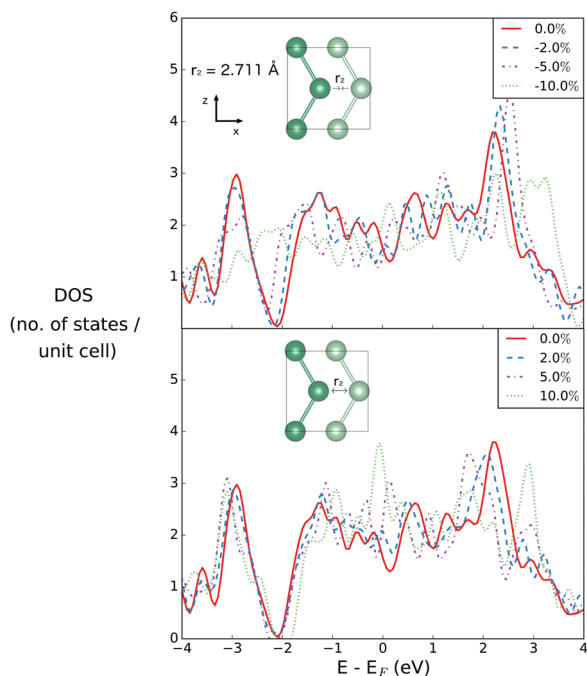 6
5
4
3
2
1
r₂ = 2.711 Å
z
x
r₂
0.0%
-2.0%
-5.0%
-10.0%
DOS
(no. of states /
unit cell)
5
4
3
2
1
0
r₂
0.0%
2.0%
5.0%
10.0%
−4 −3 −2 −1 0 1 2 3 4
E - E_F (eV)